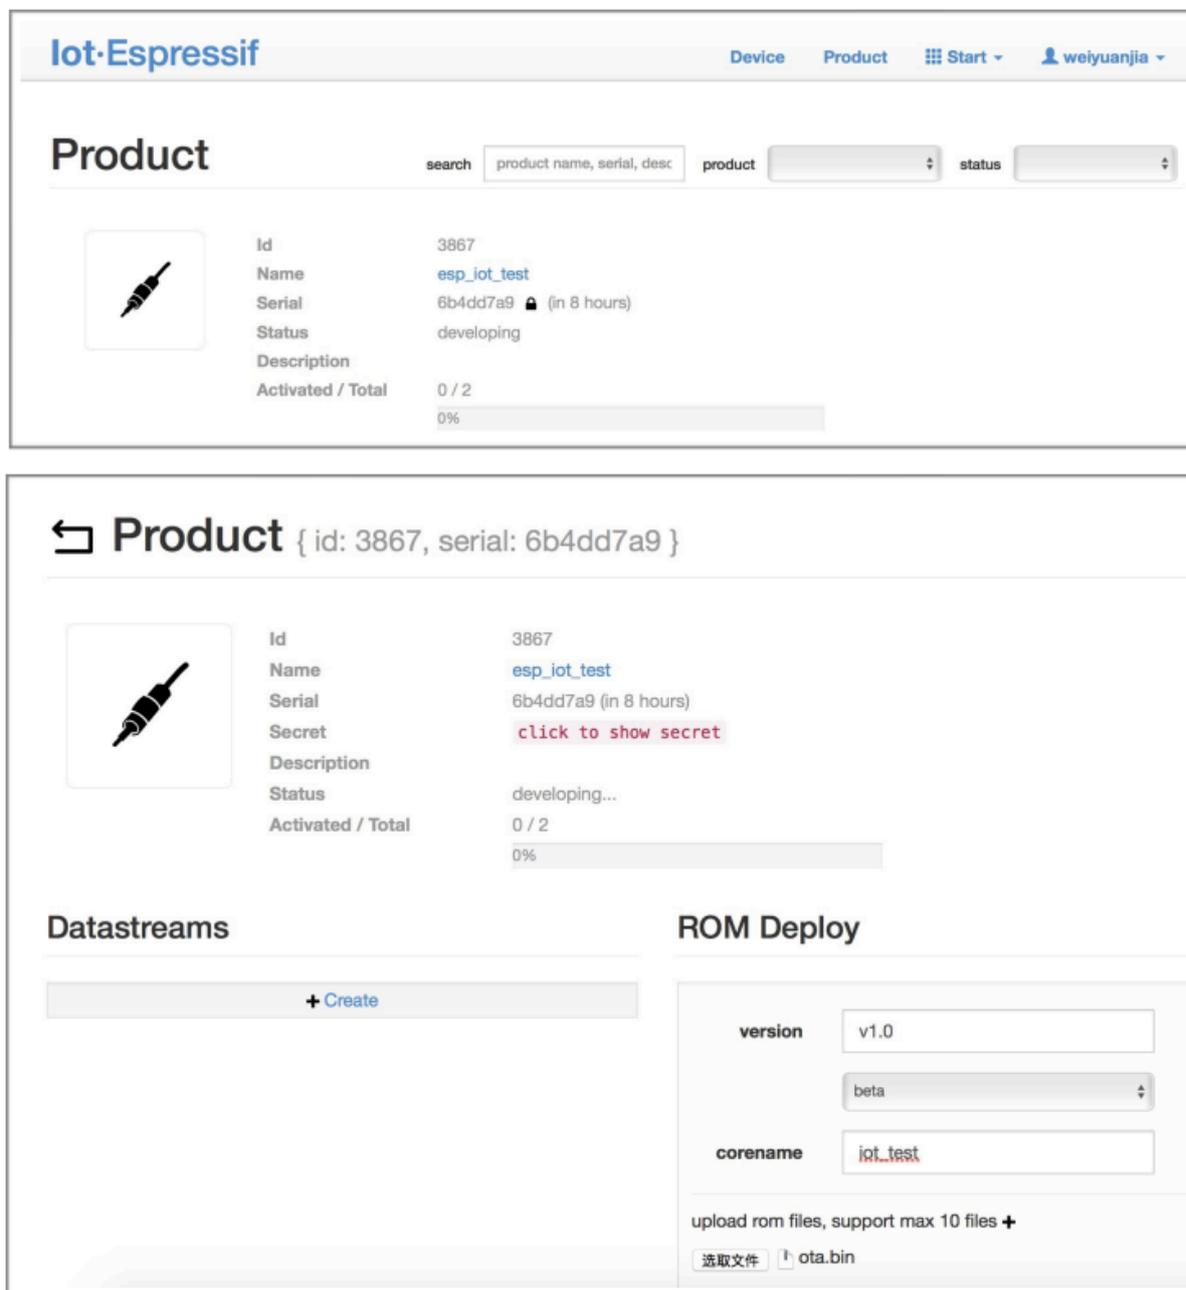 Iot·Espressif
Device Product Start weiyuanjia
Product
search product name, serial, desc product status
Id 3867
Name esp_iot_test
Serial 6b4dd7a9 (in 8 hours)
Status developing
Description
Activated / Total 0 / 2
0%
Product { id: 3867, serial: 6b4dd7a9 }
Id 3867
Name esp_iot_test
Serial 6b4dd7a9 (in 8 hours)
Secret click to show secret
Description
Status developing...
Activated / Total 0 / 2
0%
Datastreams
+ Create
ROM Deploy
version v1.0
beta
corename iot_test
upload rom files, support max 10 files +
选取文件 ota.bin